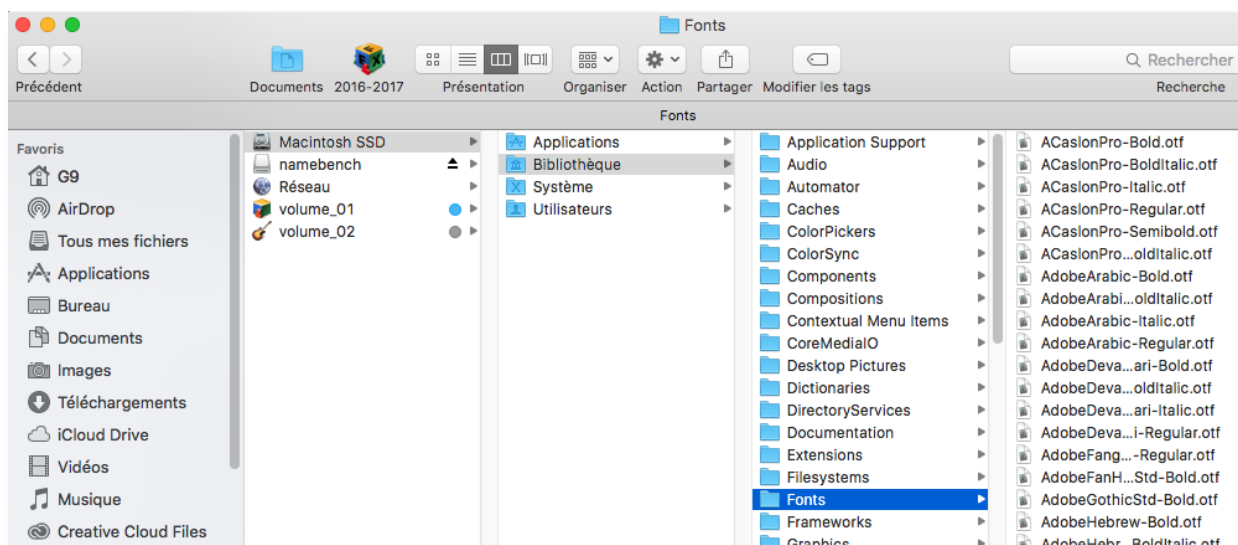 Fonts
Rechercher
Précédent
Documents
2016-2017
Présentation
Organiser
Action
Partager
Modifier les tags
Recherche
Fonts
Favoris
G9
AirDrop
Tous mes fichiers
Applications
Bureau
Documents
Images
Téléchargements
iCloud Drive
Vidéos
Musique
Creative Cloud Files
Macintosh SSD
namebench
Réseau
volume_01
volume_02
Applications
Bibliothèque
Système
Utilisateurs
Application Support
Audio
Automator
Caches
ColorPickers
ColorSync
Components
Compositions
Contextual Menu Items
CoreMediaIO
Desktop Pictures
Dictionaries
DirectoryServices
Documentation
Extensions
Filesystems
Fonts
Frameworks
Graphics
ACaslonPro-Bold.otf
ACaslonPro-BoldItalic.otf
ACaslonPro-Italic.otf
ACaslonPro-Regular.otf
ACaslonPro-Semibold.otf
ACaslonPro...oldItalic.otf
AdobeArabic-Bold.otf
AdobeArabi...oldItalic.otf
AdobeArabic-Italic.otf
AdobeArabic-Regular.otf
AdobeDeva...ari-Bold.otf
AdobeDeva...oldItalic.otf
AdobeDeva...ari-Italic.otf
AdobeDeva...i-Regular.otf
AdobeFang...-Regular.otf
AdobeFanH...Std-Bold.otf
AdobeGothicStd-Bold.otf
AdobeHebrew-Bold.otf
AdobeHebr...BoldItalic.otf